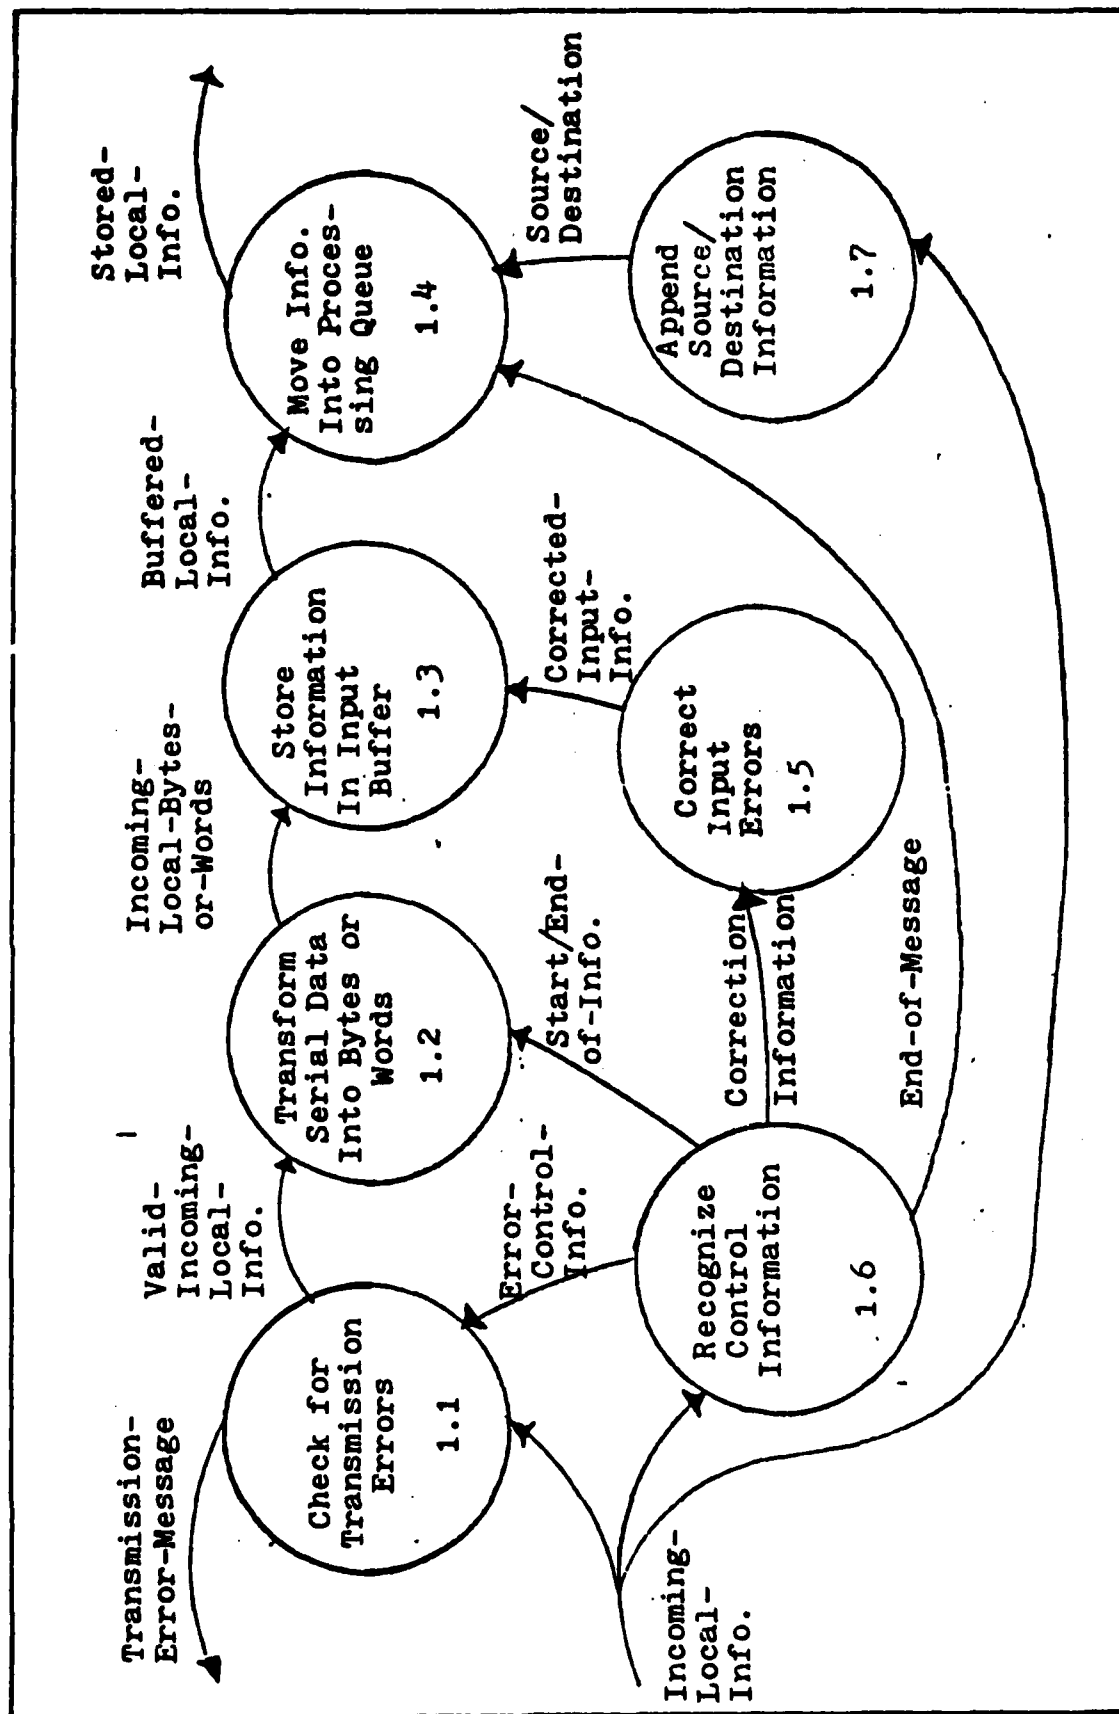 Transmission-
Error-Message
Valid-
Incoming-
Local-
Info.
Incoming-
Local-Bytes-
or-Words
Buffered-
Local-
Info.
Stored-
Local-
Info.
Check for
Transmission
Errors
1.1
Transform
Serial Data
Into Bytes or
Words
1.2
Store
Information
In Input
Buffer
1.3
Move Info.
Into Proces-
sing Queue
1.4
Error-
Control-
Info.
Start/End-
of-Info.
Corrected-
Input-
Info.
Source/
Destination
Incoming-
Local-
Info.
Recognize
Control
Information
1.6
Correction
Information
Correct
Input
Errors
1.5
Append
Source/
Destination
Information
1.7
End-of-Message